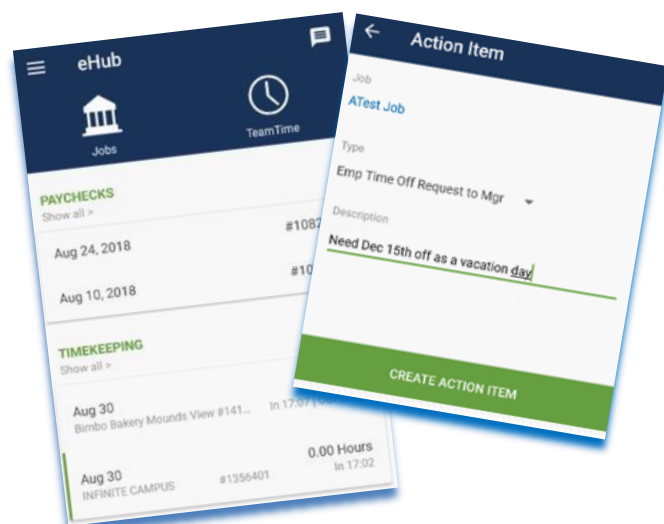 eHub
Jobs
TeamTime
PAYCHECKS
Show all >
Aug 24, 2018
#1082
Aug 10, 2018
#10
TIMEKEEPING
Show all >
Aug 30
Bimbo Bakery Mounds View #141... In 17:07 |
Aug 30
0.00 Hours
INFINITE CAMPUS #1356401 In 17:02
Action Item
Job
ATest Job
Type
Emp Time Off Request to Mgr
Description
Need Dec 15th off as a vacation day
CREATE ACTION ITEM